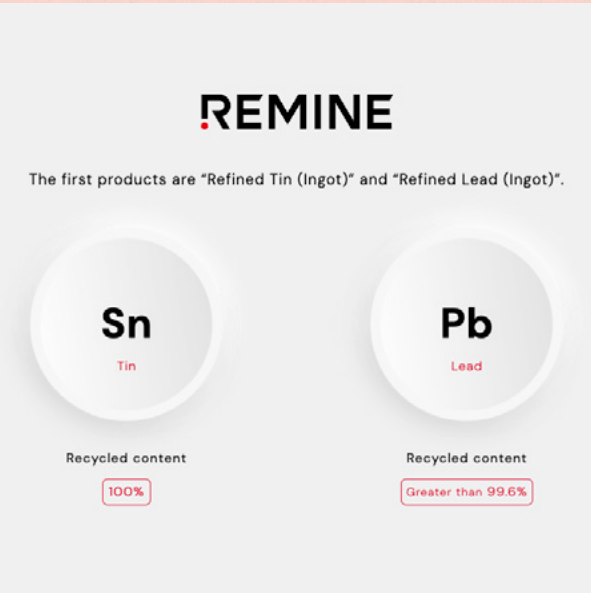 REMINE
The first products are “Refined Tin (Ingot)” and “Refined Lead (Ingot)”.
Sn
Tin
Recycled content
100%
Pb
Lead
Recycled content
Greater than 99.6%